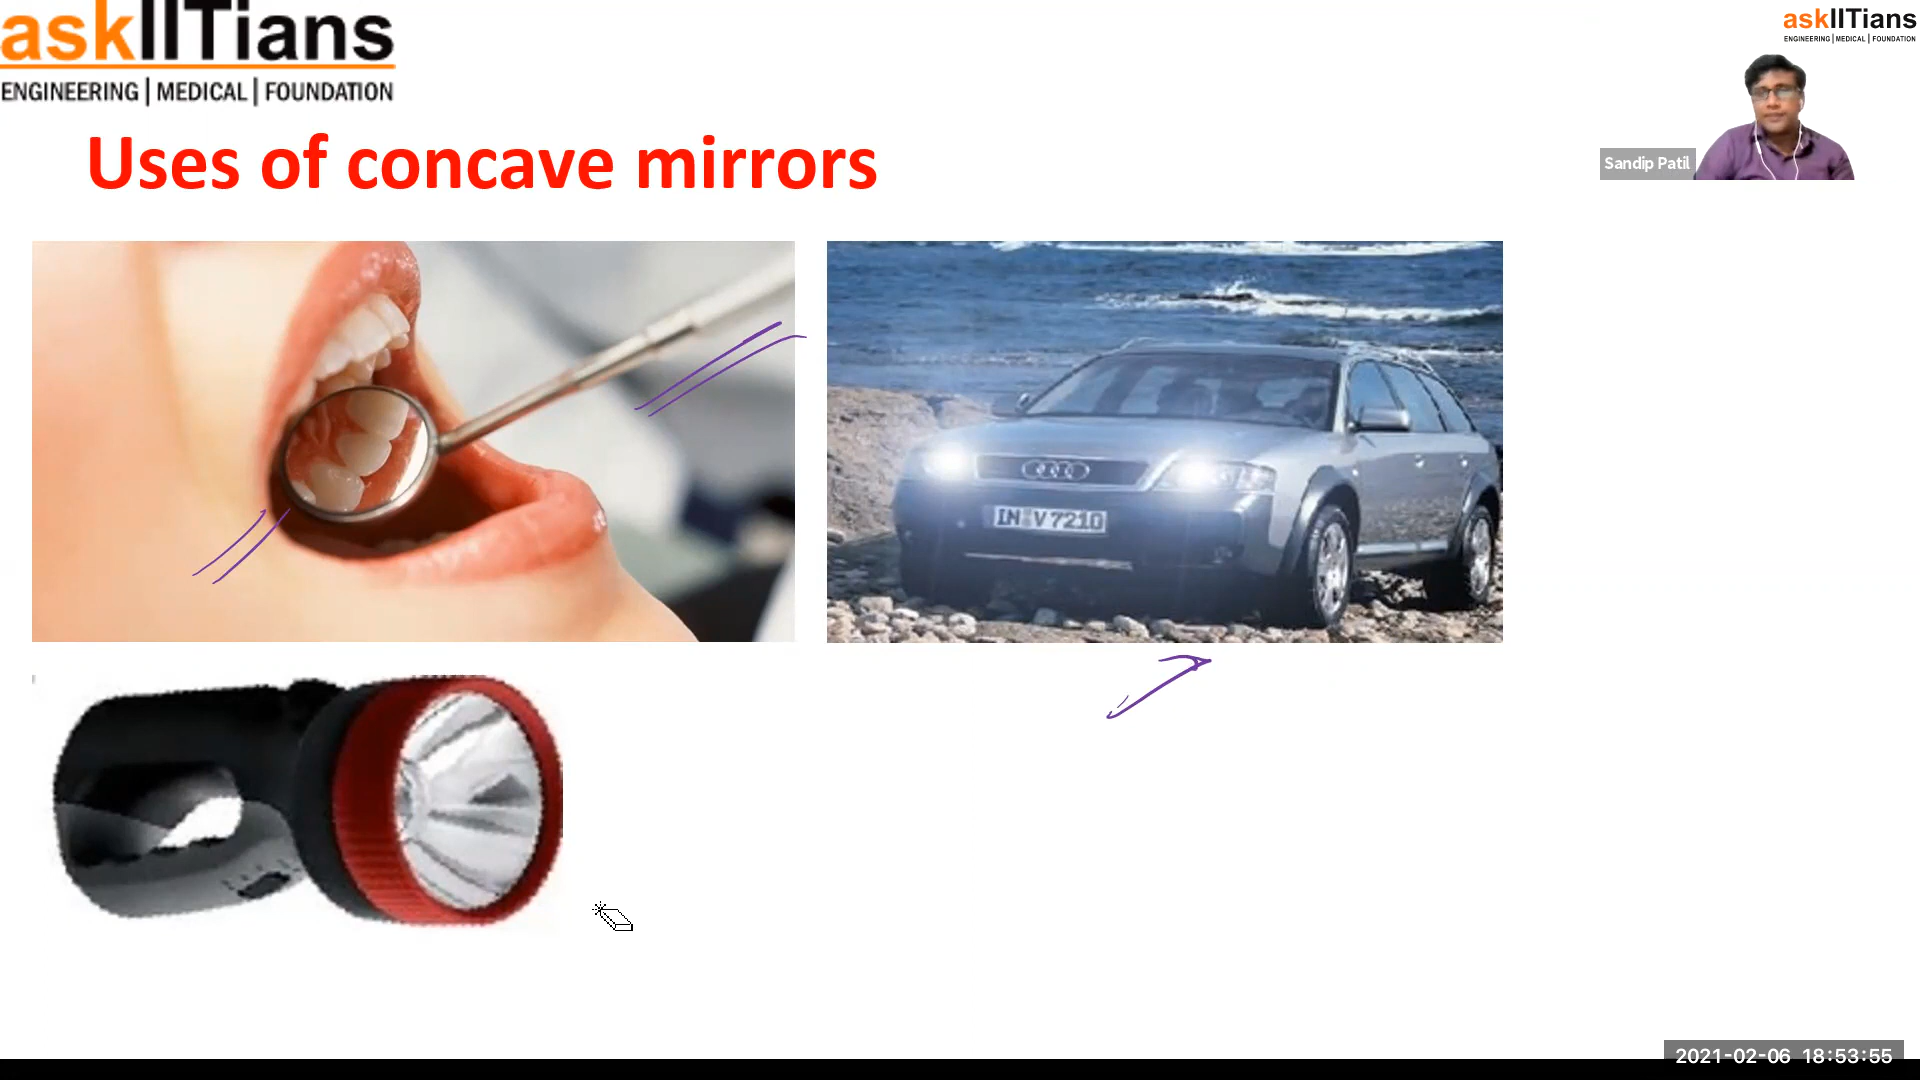 askIITians
ENGINEERING | MEDICAL | FOUNDATION
askIITians
ENGINEERING | MEDICAL | FOUNDATION
Sandip Patil
Uses of concave mirrors
IN V 7210
2021-02-06 18:53:55